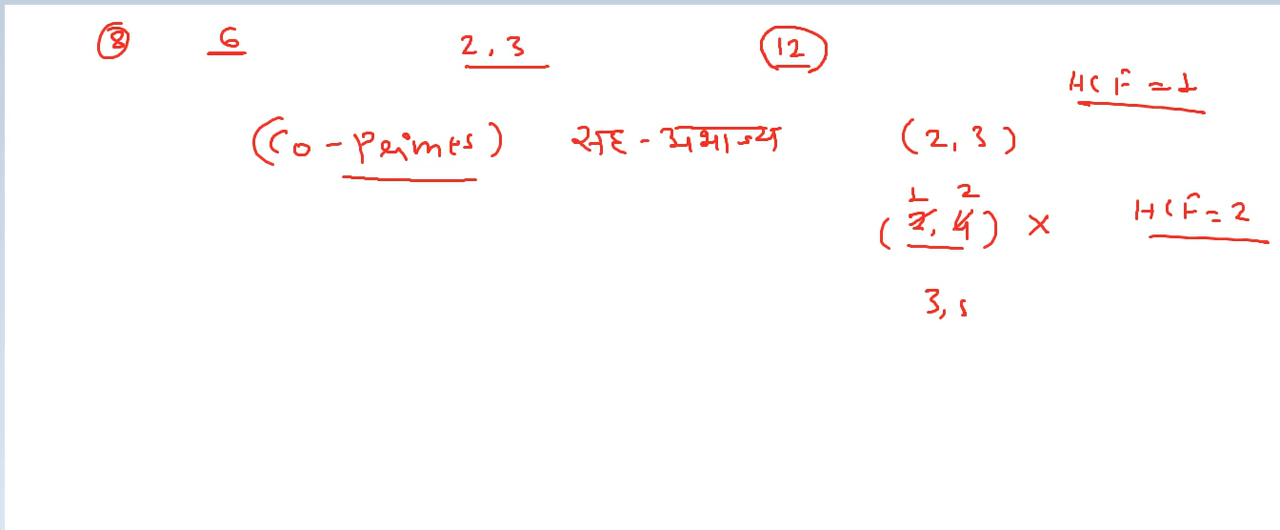 8 6 2, 3 12
HCF = 1
(Co-Primes) सह-अभाज्य (2, 3)
1 2
(2, 4) × HCF = 2
3, s